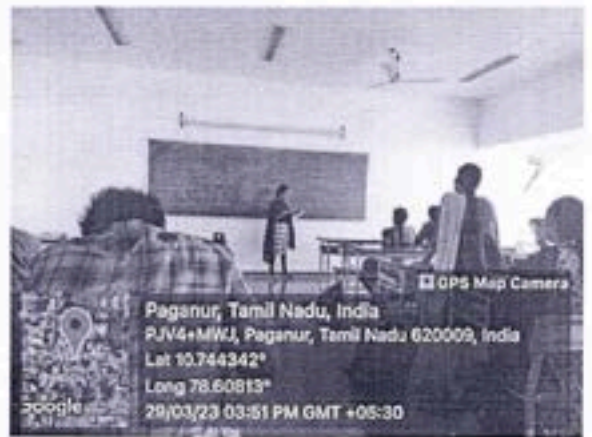 GPS Map Camera
Paganur, Tamil Nadu, India
PJV4+MWJ, Paganur, Tamil Nadu 620009, India
Lat 10.744342°
Long 78.60813°
29/03/23 03:51 PM GMT +05:30
Google